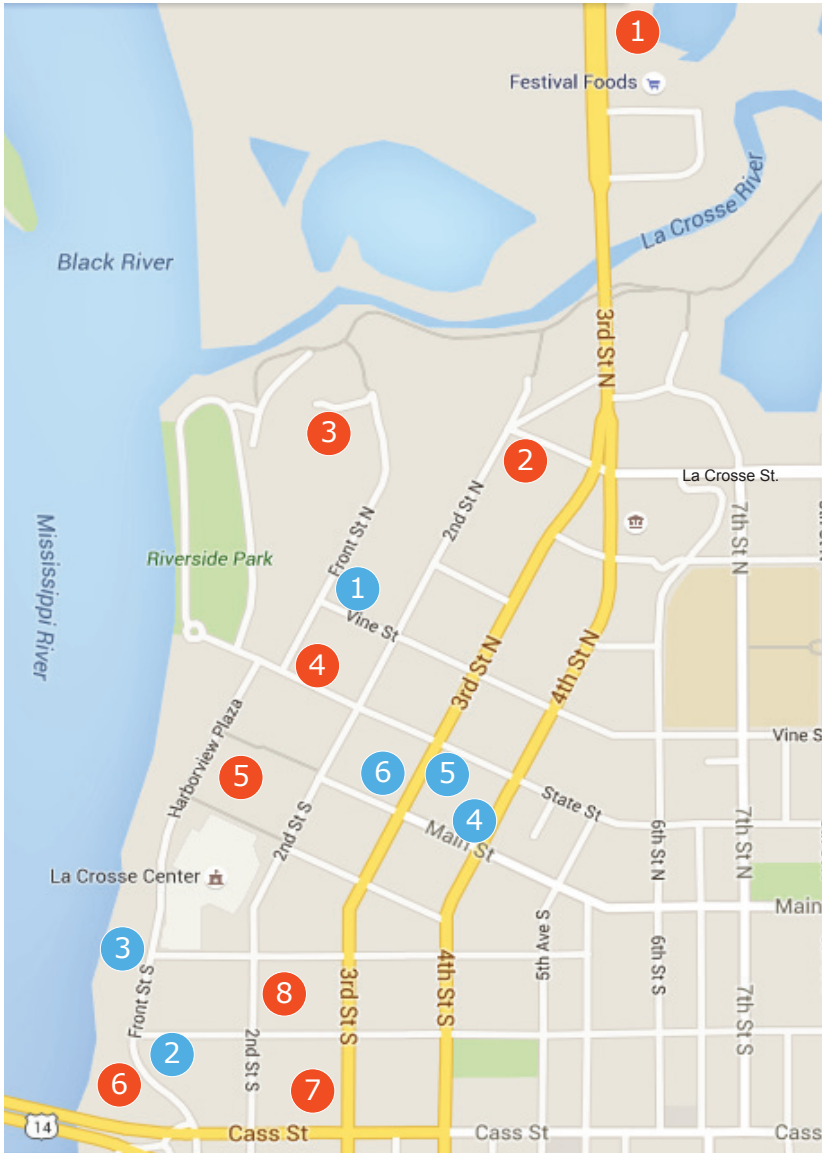 1
Festival Foods
La Crosse River
Black River
3rd St N
3
2
La Crosse St.
2nd St N
7th St N
Front St N
Mississippi River
Riverside Park
1
Vine St
4
3rd St N
4th St N
Vine S
Harborview Plaza
5
6
5
4
State St
Main St
2nd St S
6th St N
7th St N
La Crosse Center
Main
3
5th Ave S
6th St S
Front St S
8
3rd St S
4th St S
7th St S
2
2nd St S
6
7
14
Cass St
Cass St
Cass